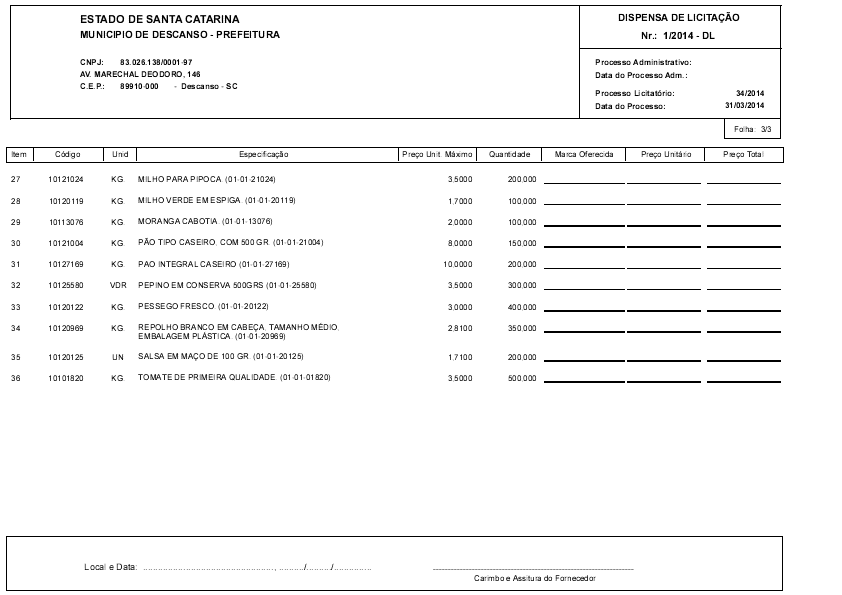 ESTADO DE SANTA CATARINA
MUNICIPIO DE DESCANSO - PREFEITURA
CNPJ: 83.026.138/0001-97
AV. MARECHAL DEODORO, 146
C.E.P.: 89910-000 - Descanso - SC
DISPENSA DE LICITAÇÃO
Nr.: 1/2014 - DL
Processo Administrativo:
Data do Processo Adm.:
Processo Licitatório: 34/2014
Data do Processo: 31/03/2014
Folha: 3/3
Item Código Unid Especificação Preço Unit. Máximo Quantidade Marca Oferecida Preço Unitário Preço Total
27 10121024 KG. MILHO PARA PIPOCA. (01-01-21024) 3,5000 200,000
28 10120119 KG. MILHO VERDE EM ESPIGA. (01-01-20119) 1,7000 100,000
29 10113076 KG. MORANGA CABOTIA. (01-01-13076) 2,0000 100,000
30 10121004 KG. PÃO TIPO CASEIRO, COM 500 GR. (01-01-21004) 8,0000 150,000
31 10127169 KG. PAO INTEGRAL CASEIRO (01-01-27169) 10,0000 200,000
32 10125580 VDR PEPINO EM CONSERVA 500GRS (01-01-25580) 3,5000 300,000
33 10120122 KG. PESSEGO FRESCO. (01-01-20122) 3,0000 400,000
34 10120969 KG. REPOLHO BRANCO EM CABEÇA, TAMANHO MÉDIO, 2,8100 350,000
EMBALAGEM PLÁSTICA. (01-01-20969)
35 10120125 UN SALSA EM MAÇO DE 100 GR. (01-01-20125) 1,7100 200,000
36 10101820 KG. TOMATE DE PRIMEIRA QUALIDADE. (01-01-01820) 3,5000 500,000
Local e Data: ......................................................, ........../........../...............
Carimbo e Assitura do Fornecedor